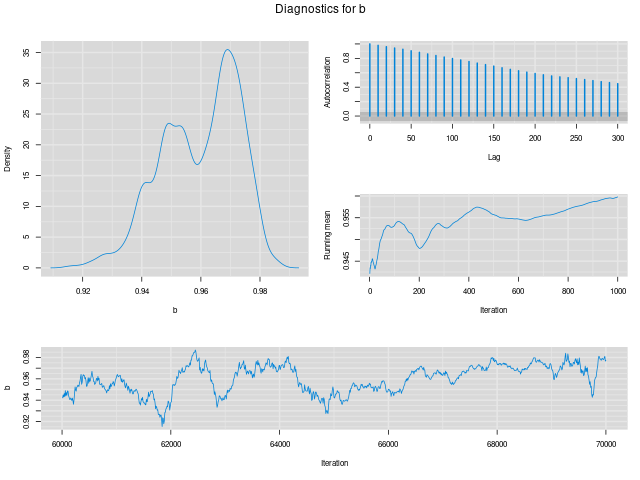 Diagnostics for b
Density
35
30
25
20
15
10
5
0
0.92 0.94 0.96 0.98
b
Autocorrelation
0.8
0.4
0.0
0 50 100 150 200 250 300
Lag
Running mean
0.955
0.945
0 200 400 600 800 1000
Iteration
b
0.98
0.96
0.94
0.92
60000 62000 64000 66000 68000 70000
Iteration